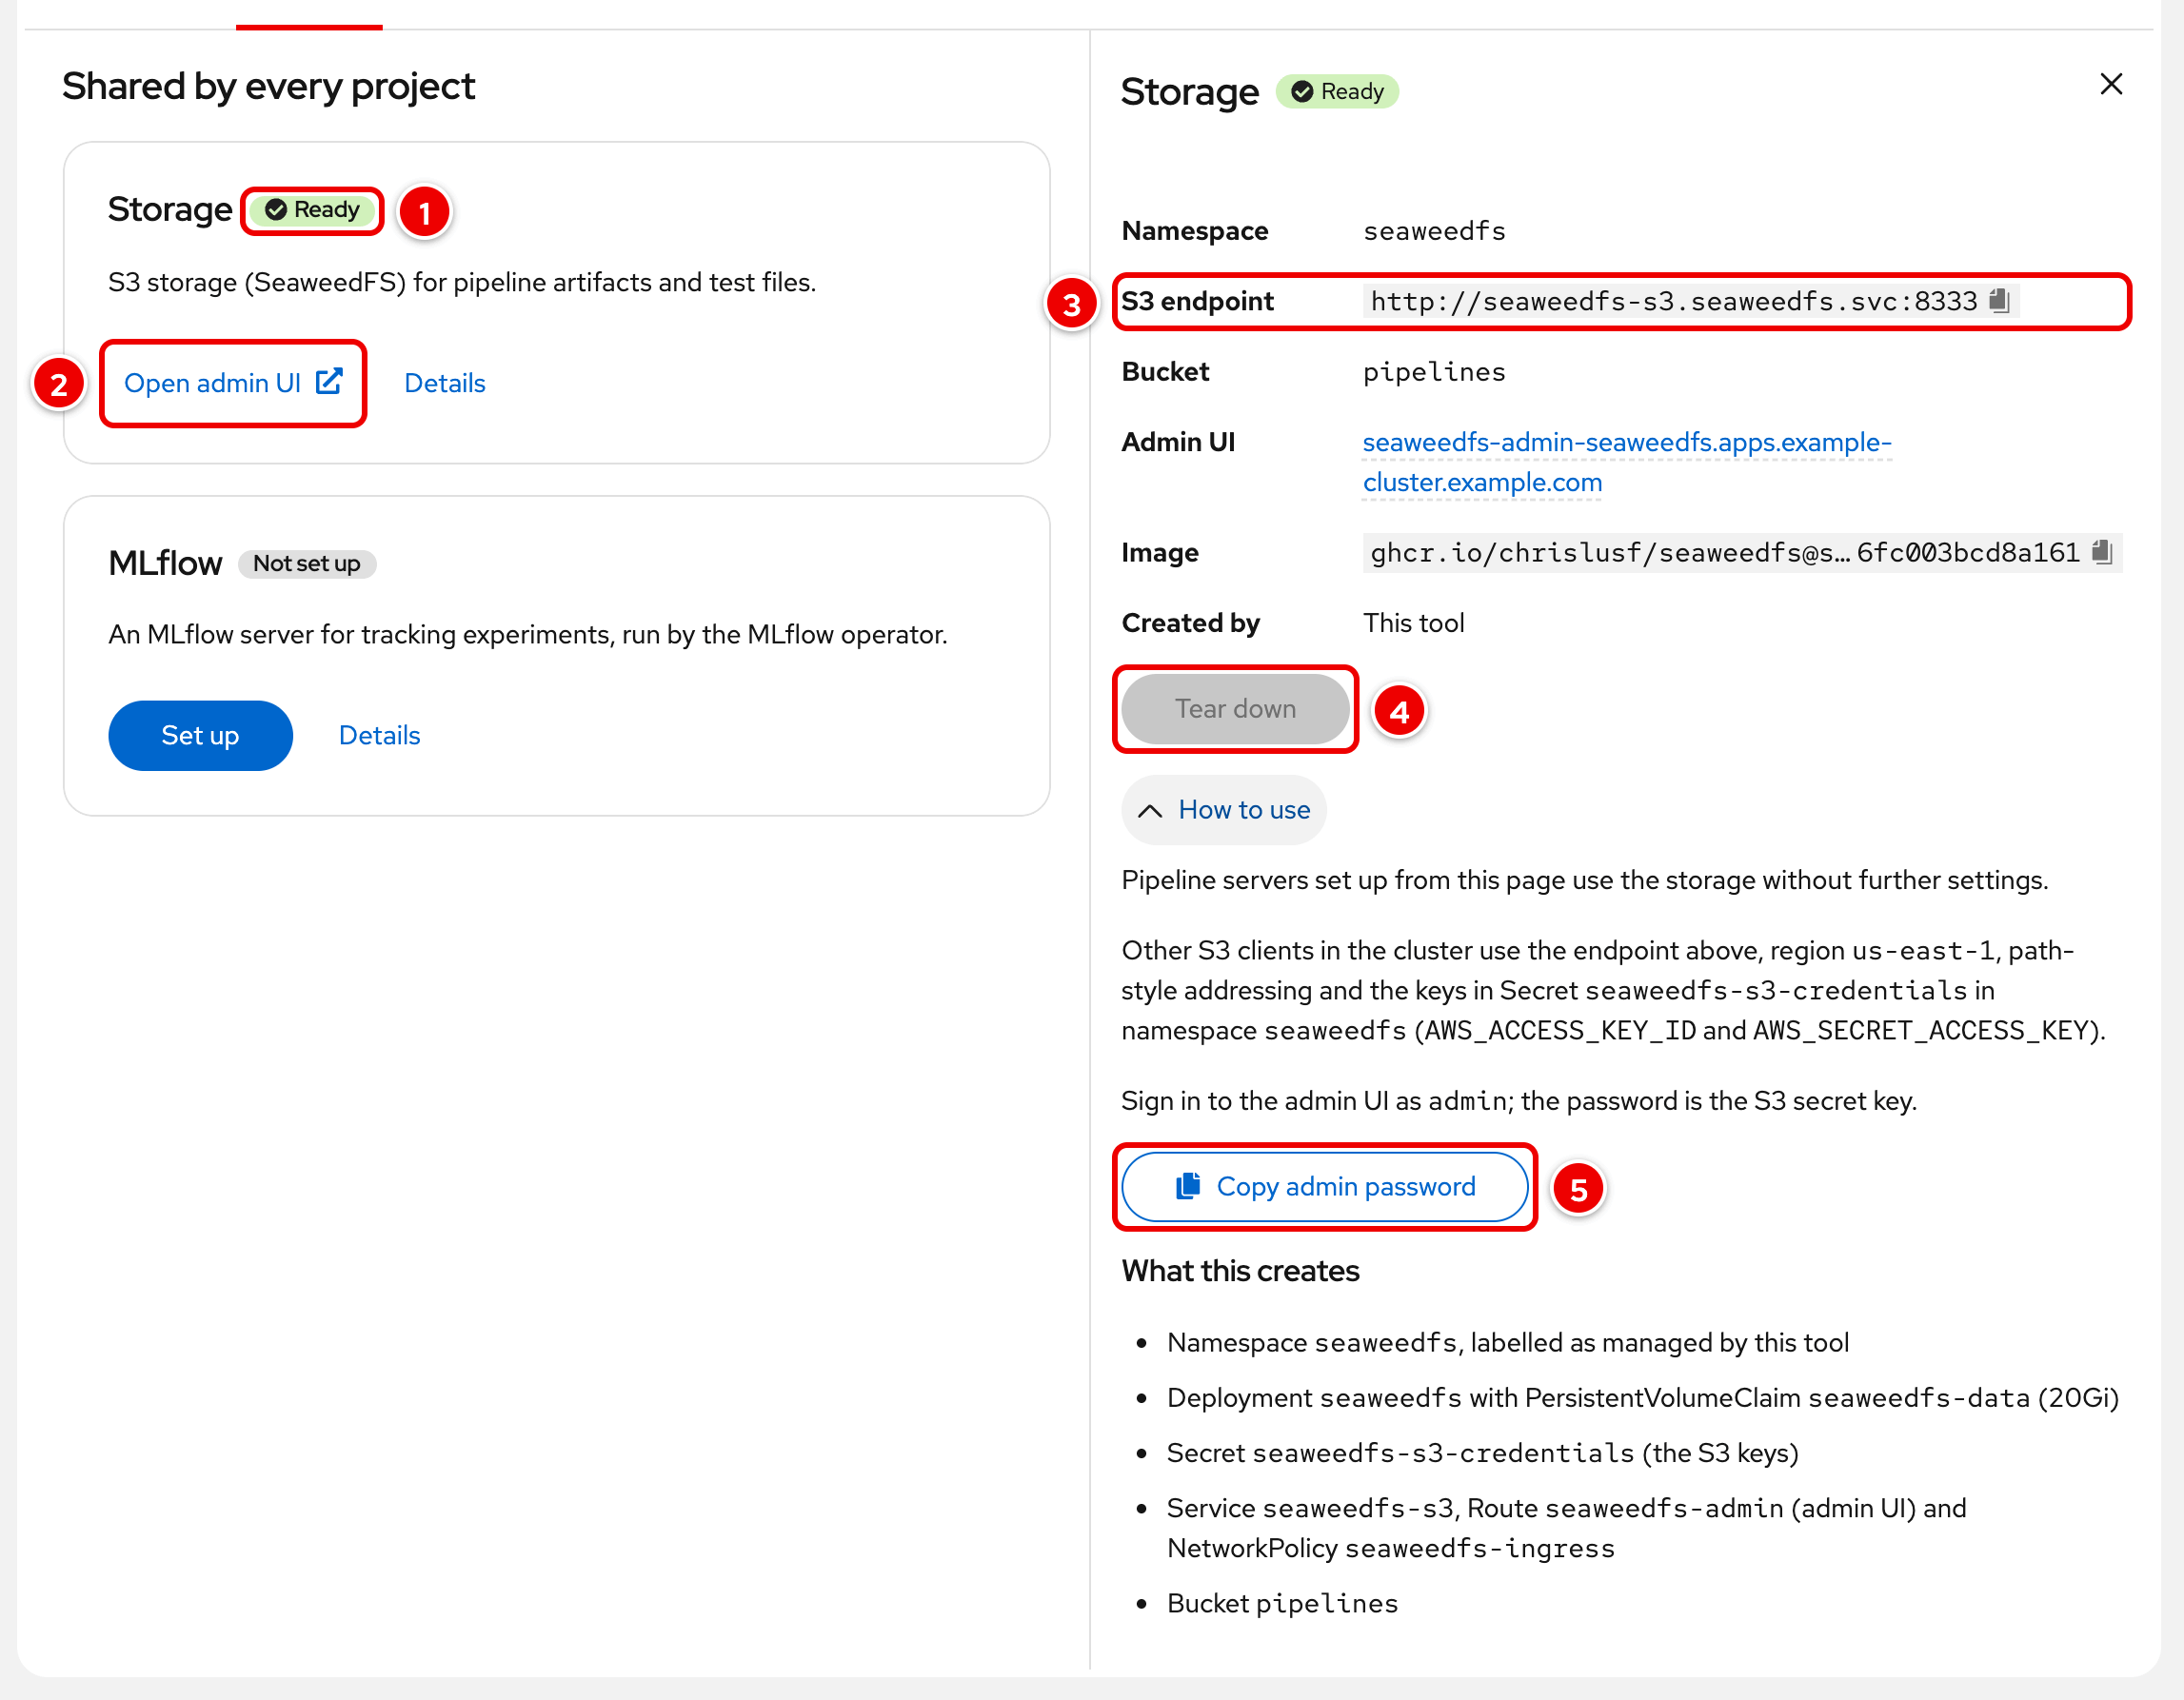 Shared by every project
Storage Ready 1
S3 storage (SeaweedFS) for pipeline artifacts and test files.
2 Open admin UI Details
MLflow Not set up
An MLflow server for tracking experiments, run by the MLflow operator.
Set up Details
Storage Ready
Namespace seaweedfs
3 S3 endpoint http://seaweedfs-s3.seaweedfs.svc:8333
Bucket pipelines
Admin UI seaweedfs-admin-seaweedfs.apps.example-
cluster.example.com
Image ghcr.io/chrislusf/seaweedfs@s… 6fc003bcd8a161
Created by This tool
Tear down 4
How to use
Pipeline servers set up from this page use the storage without further settings.
Other S3 clients in the cluster use the endpoint above, region us-east-1, path-
style addressing and the keys in Secret seaweedfs-s3-credentials in
namespace seaweedfs (AWS_ACCESS_KEY_ID and AWS_SECRET_ACCESS_KEY).
Sign in to the admin UI as admin; the password is the S3 secret key.
Copy admin password 5
What this creates
• Namespace seaweedfs, labelled as managed by this tool
• Deployment seaweedfs with PersistentVolumeClaim seaweedfs-data (20Gi)
• Secret seaweedfs-s3-credentials (the S3 keys)
• Service seaweedfs-s3, Route seaweedfs-admin (admin UI) and
NetworkPolicy seaweedfs-ingress
• Bucket pipelines